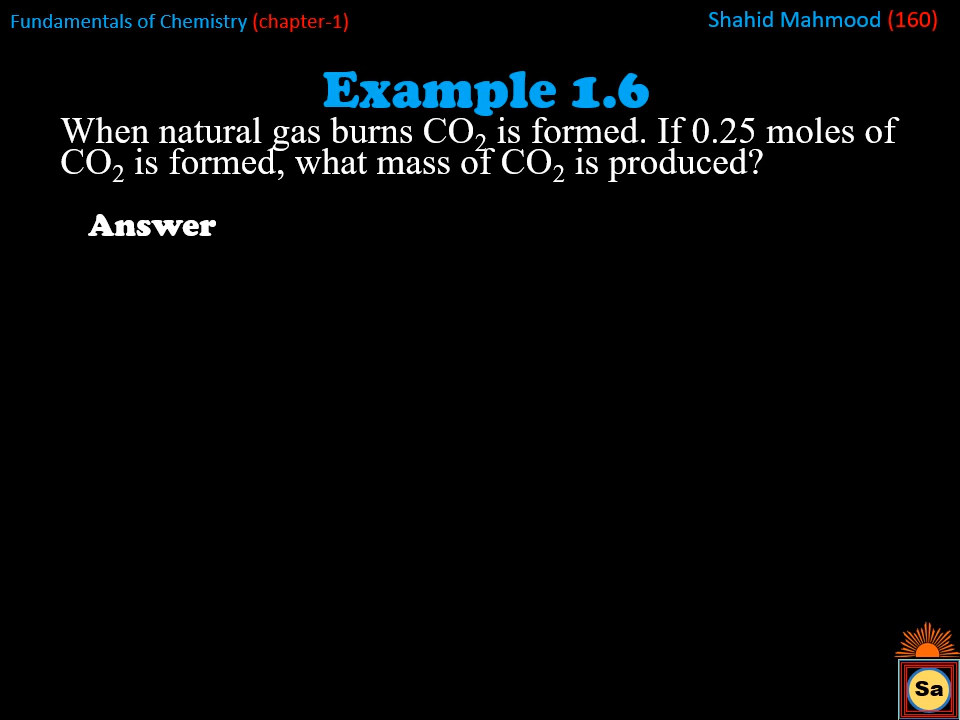 Fundamentals of Chemistry (chapter-1)
Shahid Mahmood (160)
Example 1.6
When natural gas burns CO₂ is formed. If 0.25 moles of
CO₂ is formed, what mass of CO₂ is produced?
Answer
Sa